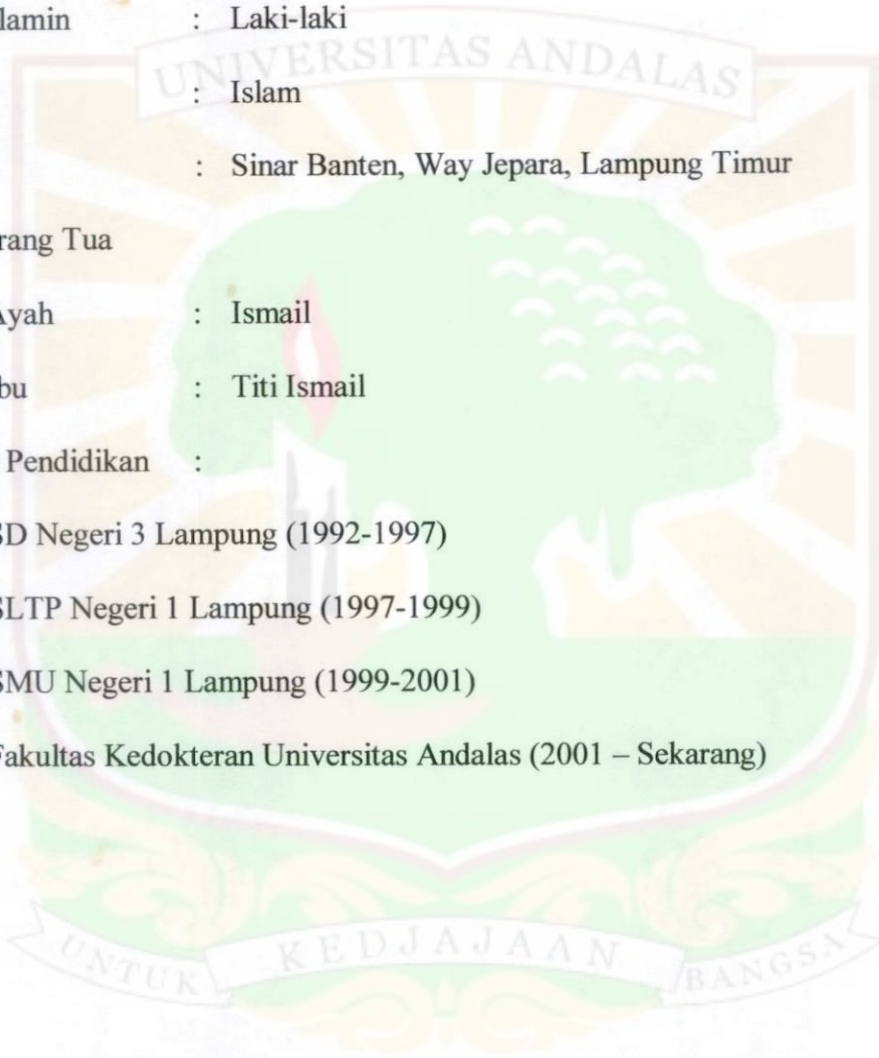 lamin : Laki-laki
UNIVERSITAS ANDALAS
: Islam
: Sinar Banten, Way Jepara, Lampung Timur
rang Tua
Ayah : Ismail
bu : Titi Ismail
Pendidikan :
SD Negeri 3 Lampung (1992-1997)
SLTP Negeri 1 Lampung (1997-1999)
SMU Negeri 1 Lampung (1999-2001)
Fakultas Kedokteran Universitas Andalas (2001 – Sekarang)
UNTUK KEDJAJAAN BANGSA